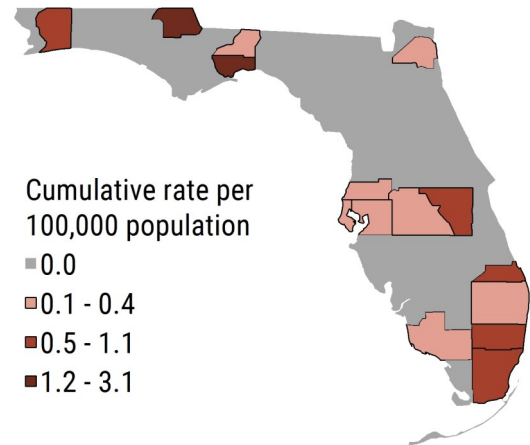 Cumulative rate per
100,000 population
0.0
0.1 - 0.4
0.5 - 1.1
1.2 - 3.1